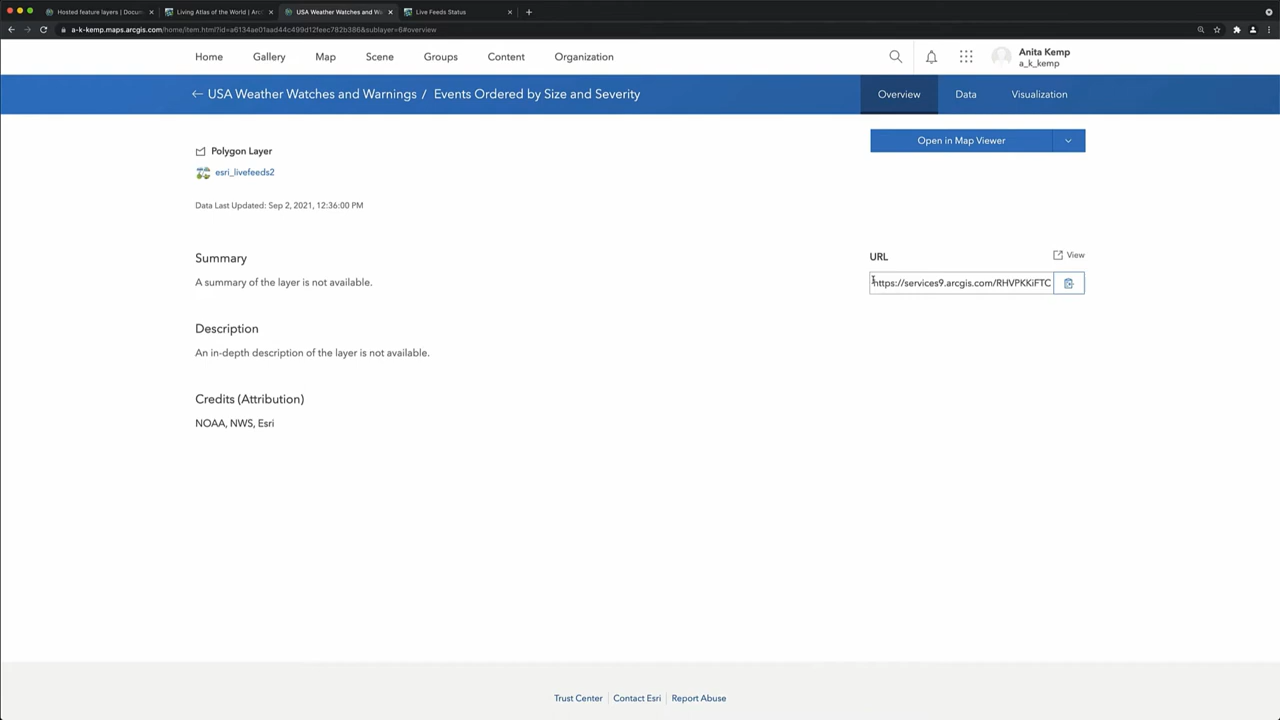 Hosted feature layers | Docum
Living Atlas of the World | Arc
USA Weather Watches and Wa
Live Feeds Status
a-k-kemp.maps.arcgis.com/home/item.html?id=a6134ae01aad44c499d12feec782b386&sublayer=6#overview
Home Gallery Map Scene Groups Content Organization
Anita Kemp
a_k_kemp
USA Weather Watches and Warnings / Events Ordered by Size and Severity
Overview Data Visualization
Polygon Layer
Open in Map Viewer
esri_livefeeds2
Data Last Updated: Sep 2, 2021, 12:36:00 PM
Summary
URL
View
A summary of the layer is not available.
https://services9.arcgis.com/RHVPKKiFTC
Description
An in-depth description of the layer is not available.
Credits (Attribution)
NOAA, NWS, Esri
Trust Center Contact Esri Report Abuse